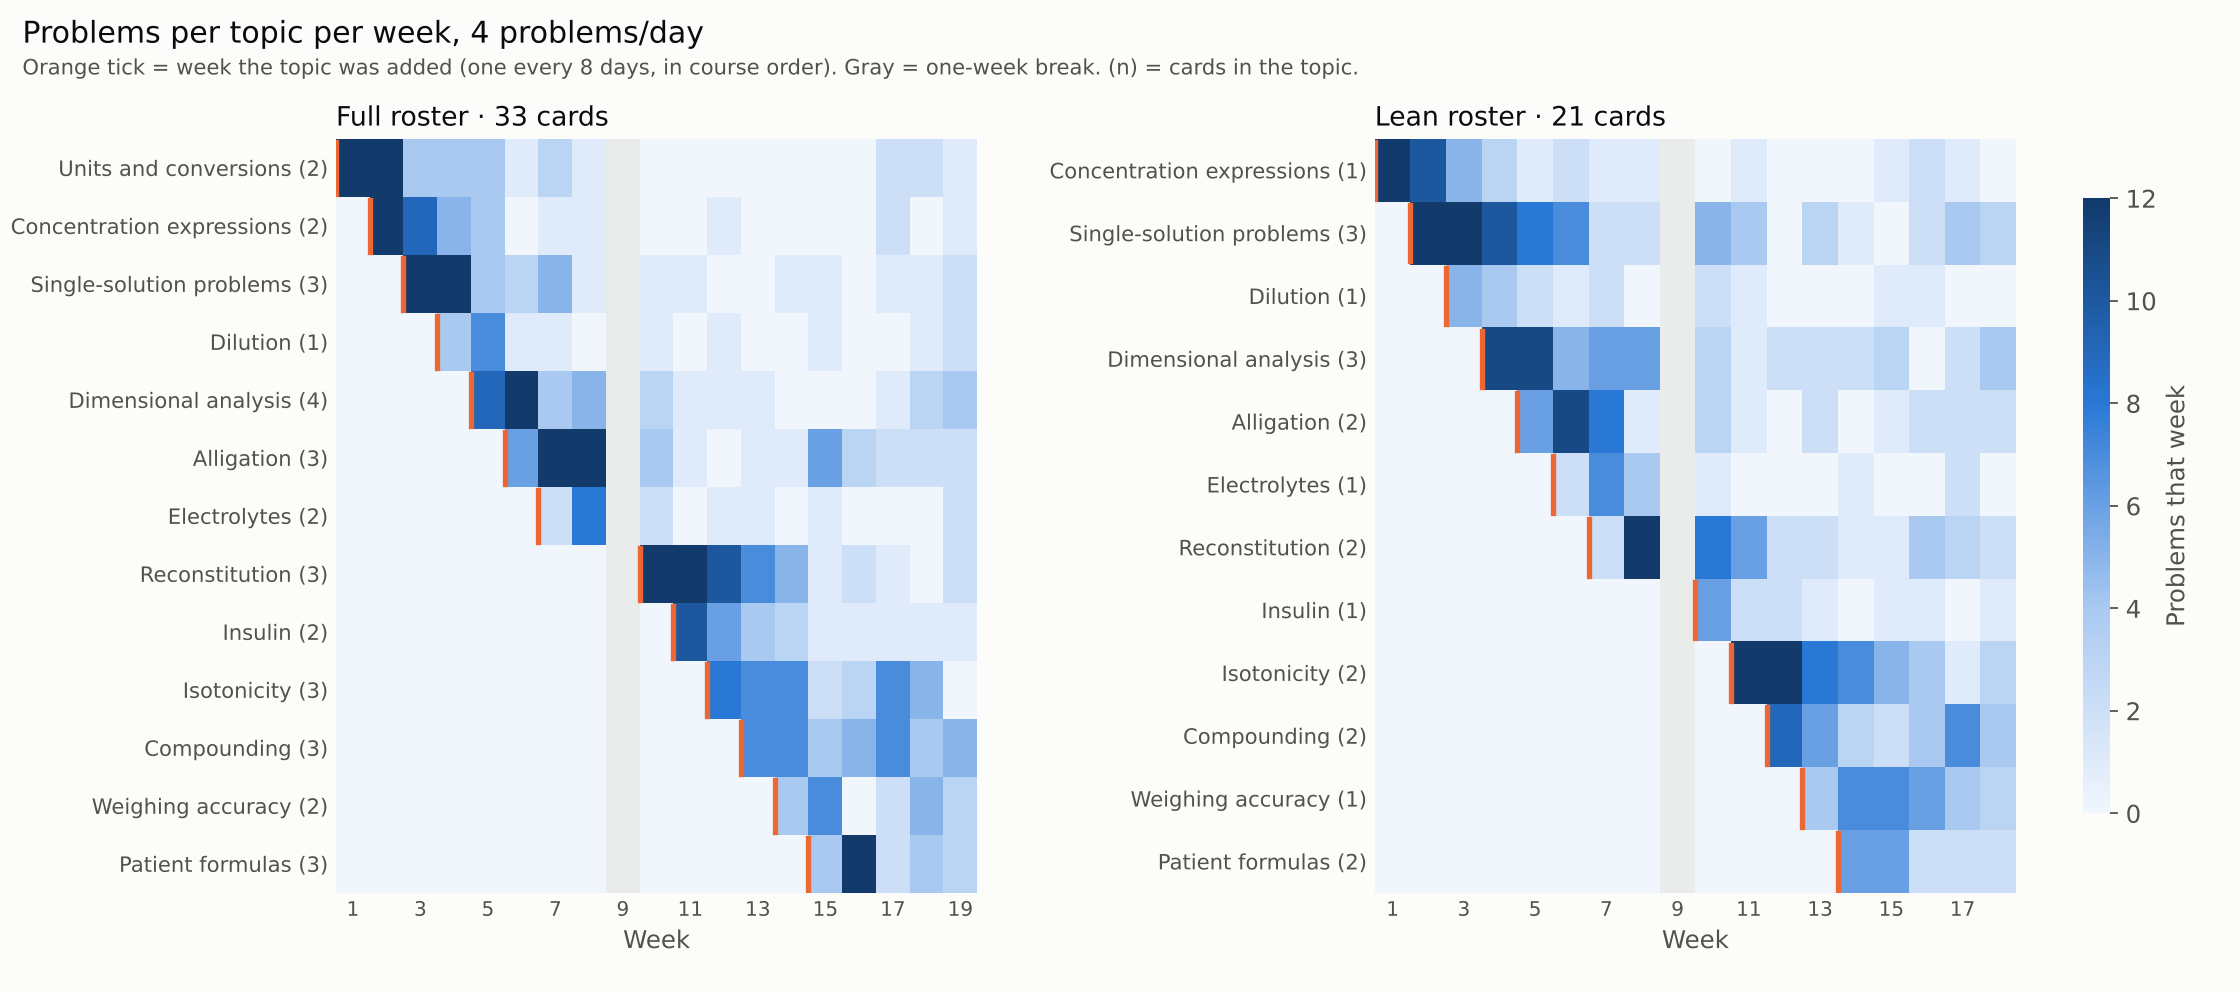 Problems per topic per week, 4 problems/day
Orange tick = week the topic was added (one every 8 days, in course order). Gray = one-week break. (n) = cards in the topic.
Full roster · 33 cards
Units and conversions (2)
Concentration expressions (2)
Single-solution problems (3)
Dilution (1)
Dimensional analysis (4)
Alligation (3)
Electrolytes (2)
Reconstitution (3)
Insulin (2)
Isotonicity (3)
Compounding (3)
Weighing accuracy (2)
Patient formulas (3)
1 3 5 7 9 11 13 15 17 19
Week
Lean roster · 21 cards
Concentration expressions (1)
Single-solution problems (3)
Dilution (1)
Dimensional analysis (3)
Alligation (2)
Electrolytes (1)
Reconstitution (2)
Insulin (1)
Isotonicity (2)
Compounding (2)
Weighing accuracy (1)
Patient formulas (2)
1 3 5 7 9 11 13 15 17
Week
12
10
8
6
4
2
0
Problems that week